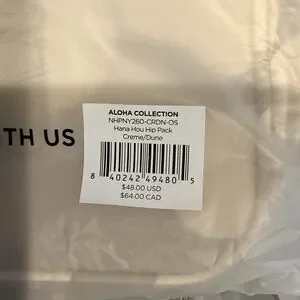 ALOHA COLLECTION
NHPNY260-CRDN-OS
Hana Hou Hip Pack
Creme/Dune
TH US
8 40242 49480 5
$48.00 USD
$64.00 CAD